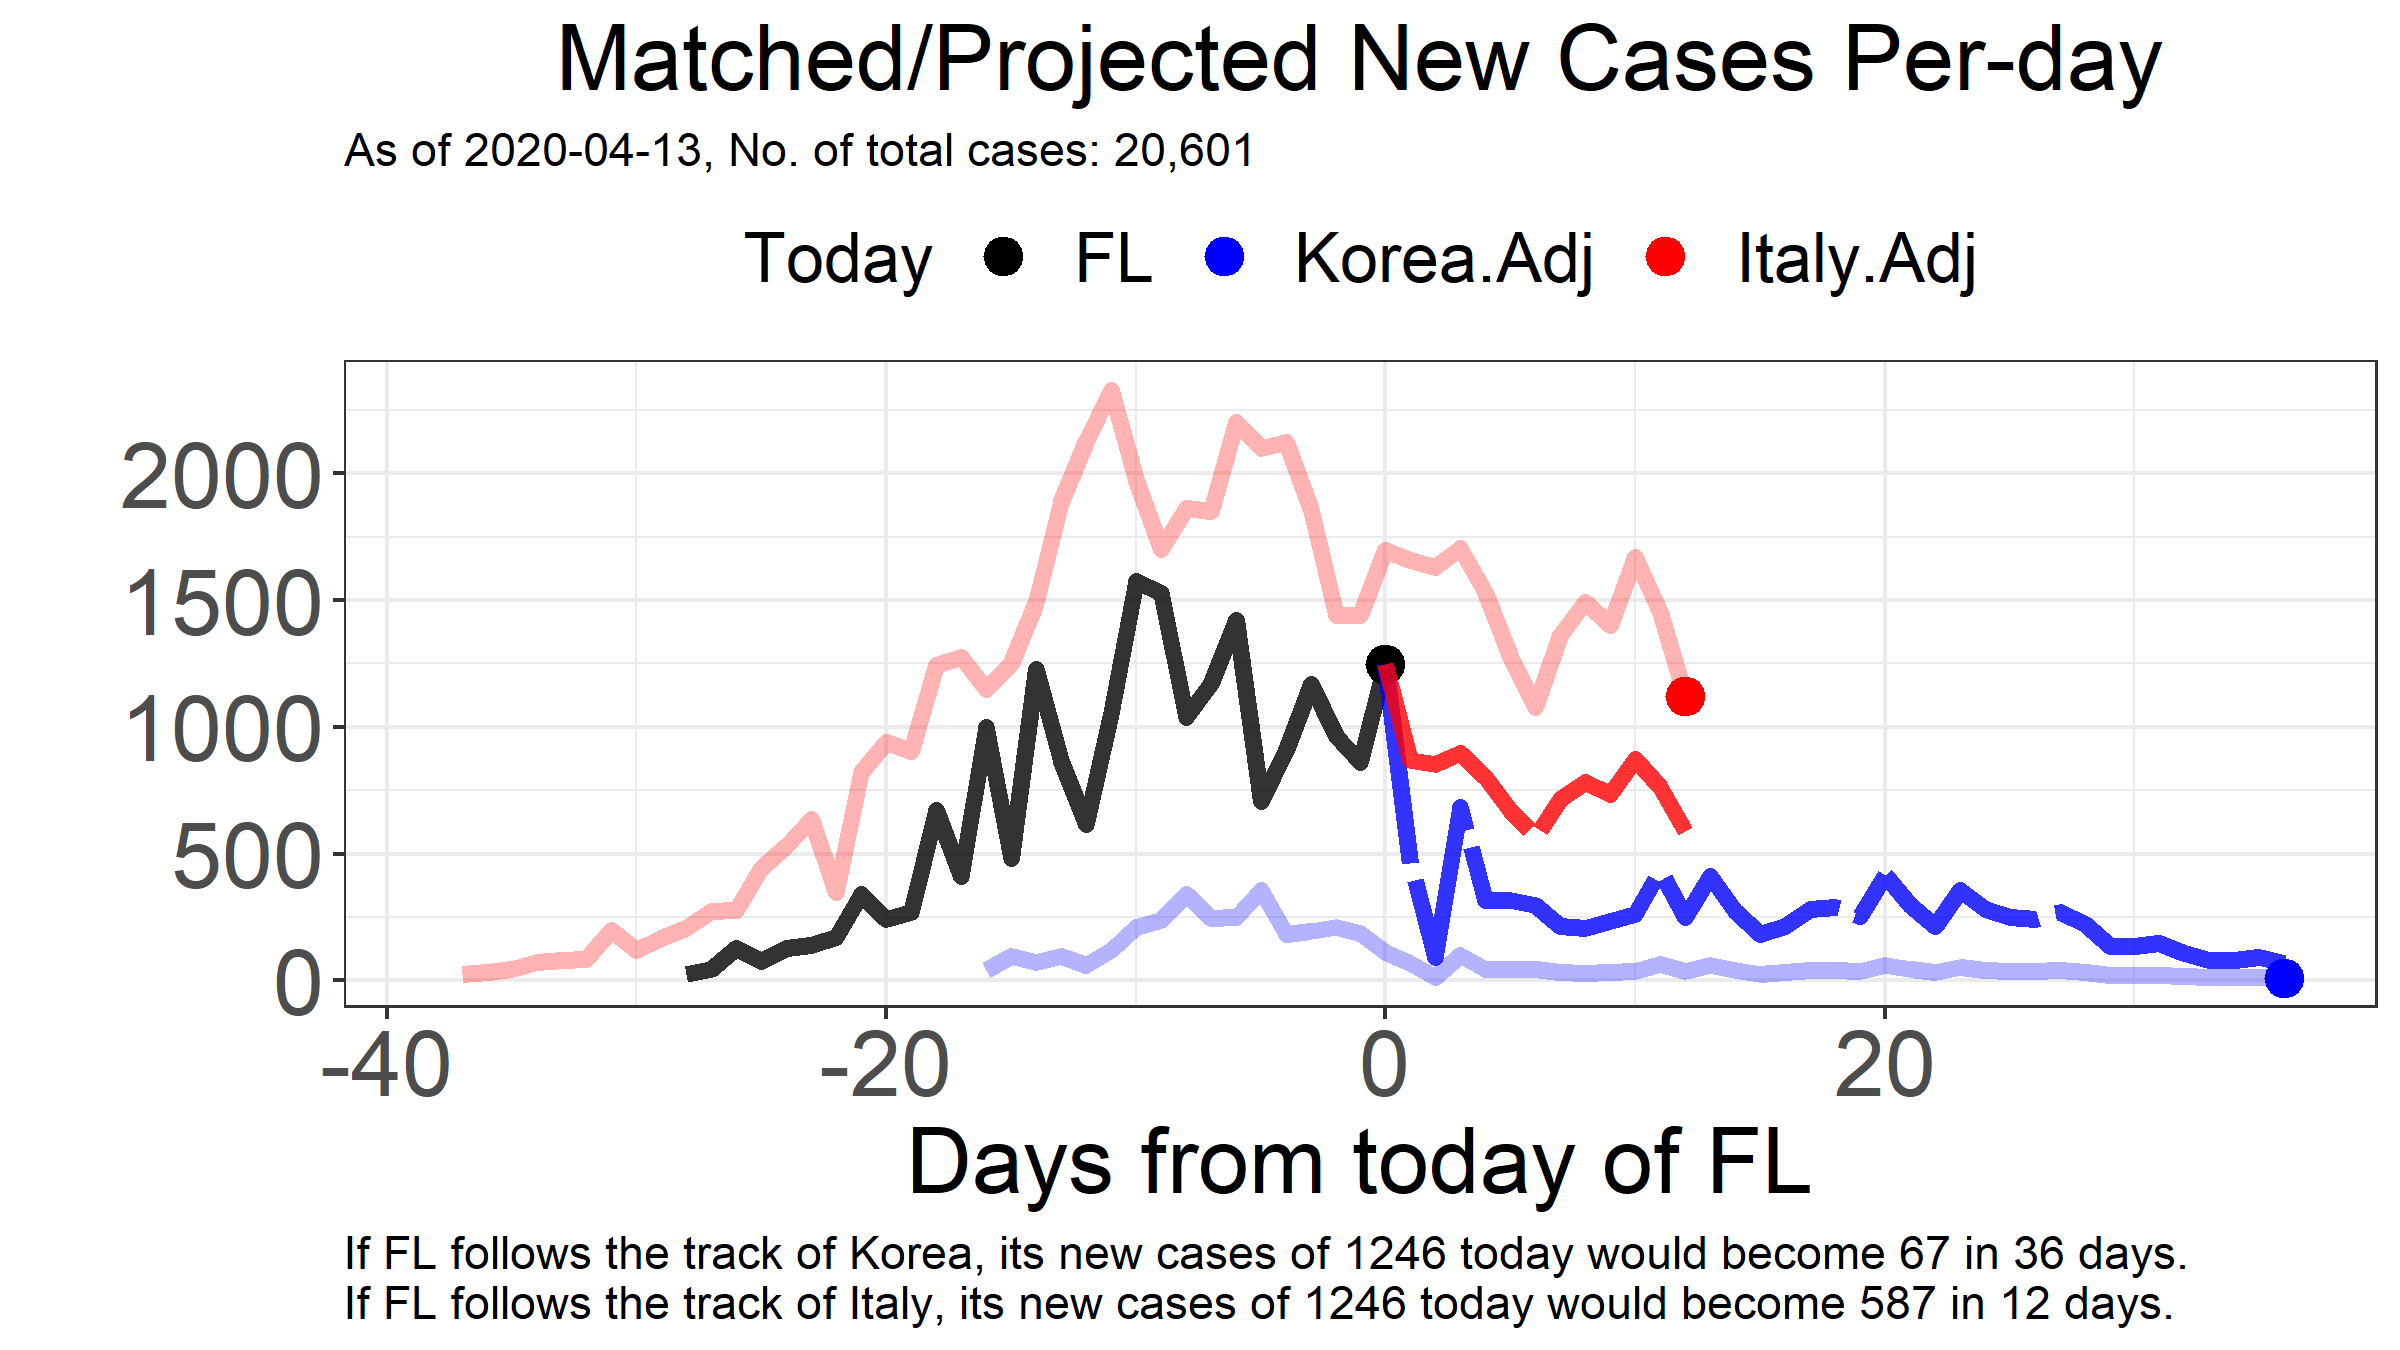 Matched/Projected New Cases Per-day
As of 2020-04-13, No. of total cases: 20,601
Today FL Korea.Adj Italy.Adj
2000
1500
1000
500
0
-40 -20 0 20
Days from today of FL
If FL follows the track of Korea, its new cases of 1246 today would become 67 in 36 days.
If FL follows the track of Italy, its new cases of 1246 today would become 587 in 12 days.